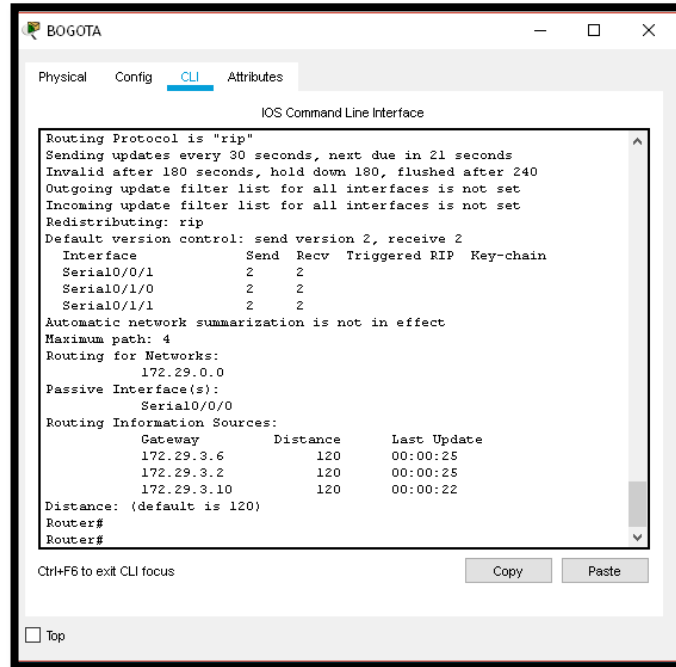 BOGOTA
Physical Config CLI Attributes
IOS Command Line Interface
Routing Protocol is "rip"
Sending updates every 30 seconds, next due in 21 seconds
Invalid after 180 seconds, hold down 180, flushed after 240
Outgoing update filter list for all interfaces is not set
Incoming update filter list for all interfaces is not set
Redistributing: rip
Default version control: send version 2, receive 2
Interface Send Recv Triggered RIP Key-chain
Serial0/0/1 2 2
Serial0/1/0 2 2
Serial0/1/1 2 2
Automatic network summarization is not in effect
Maximum path: 4
Routing for Networks:
172.29.0.0
Passive Interface(s):
Serial0/0/0
Routing Information Sources:
Gateway Distance Last Update
172.29.3.6 120 00:00:25
172.29.3.2 120 00:00:25
172.29.3.10 120 00:00:22
Distance: (default is 120)
Router#
Router#
Ctrl+F6 to exit CLI focus Copy Paste
Top